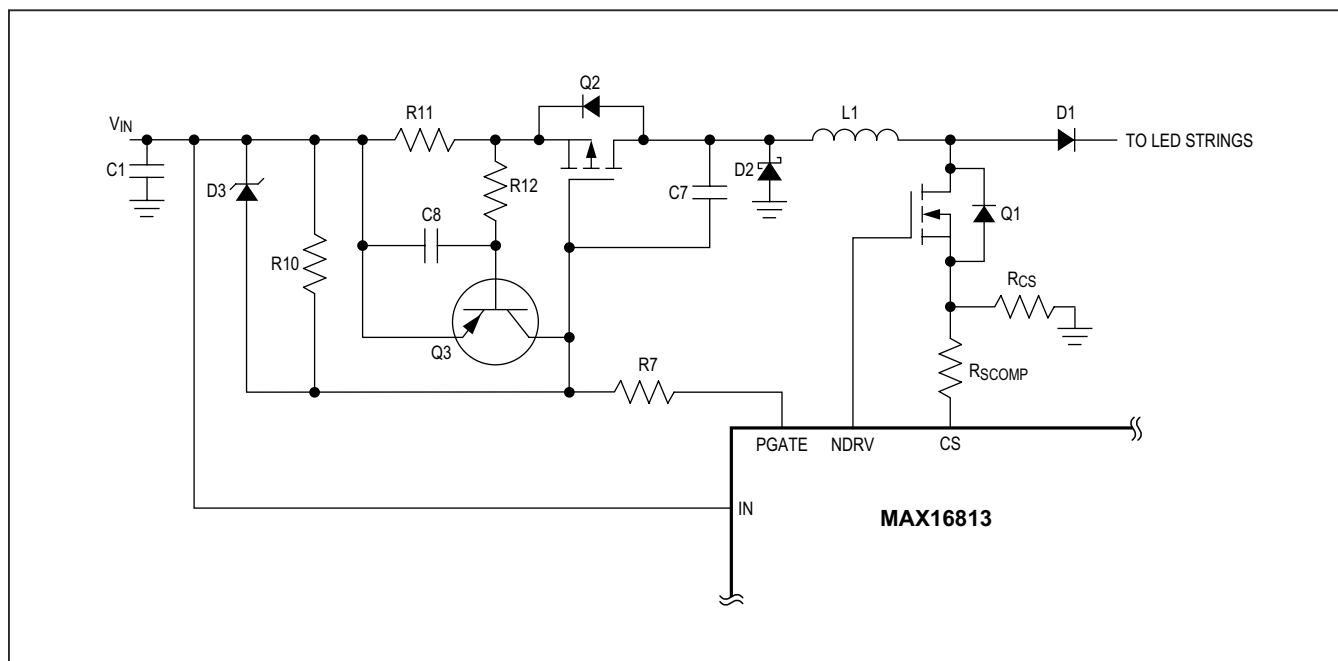 Q2
R11
L1
D1
VIN
TO LED STRINGS
C1
D3
R12
D2
C7
C8
Q1
R10
RCS
Q3
R7
RSCOMP
PGATE
NDRV
CS
IN
MAX16813